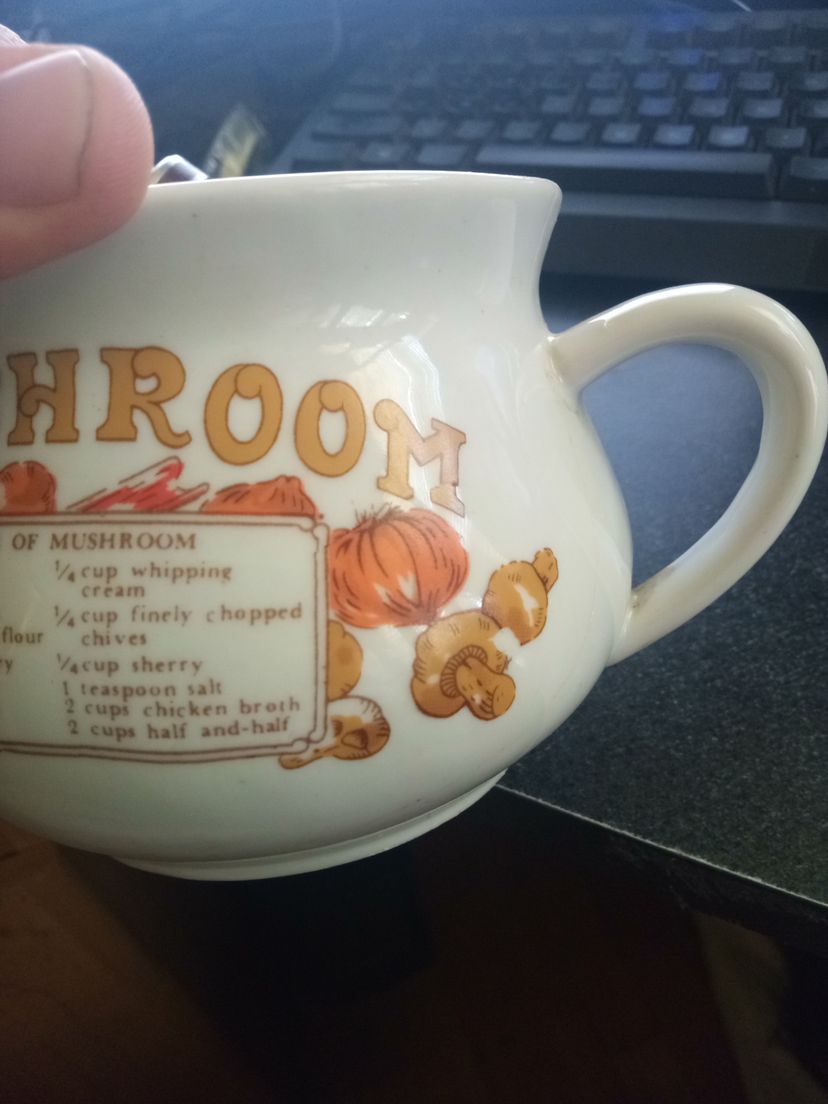 HROOM
OF MUSHROOM
1/4 cup whipping
cream
1/4 cup finely chopped
flour chives
ry 1/4 cup sherry
1 teaspoon salt
2 cups chicken broth
2 cups half and-half